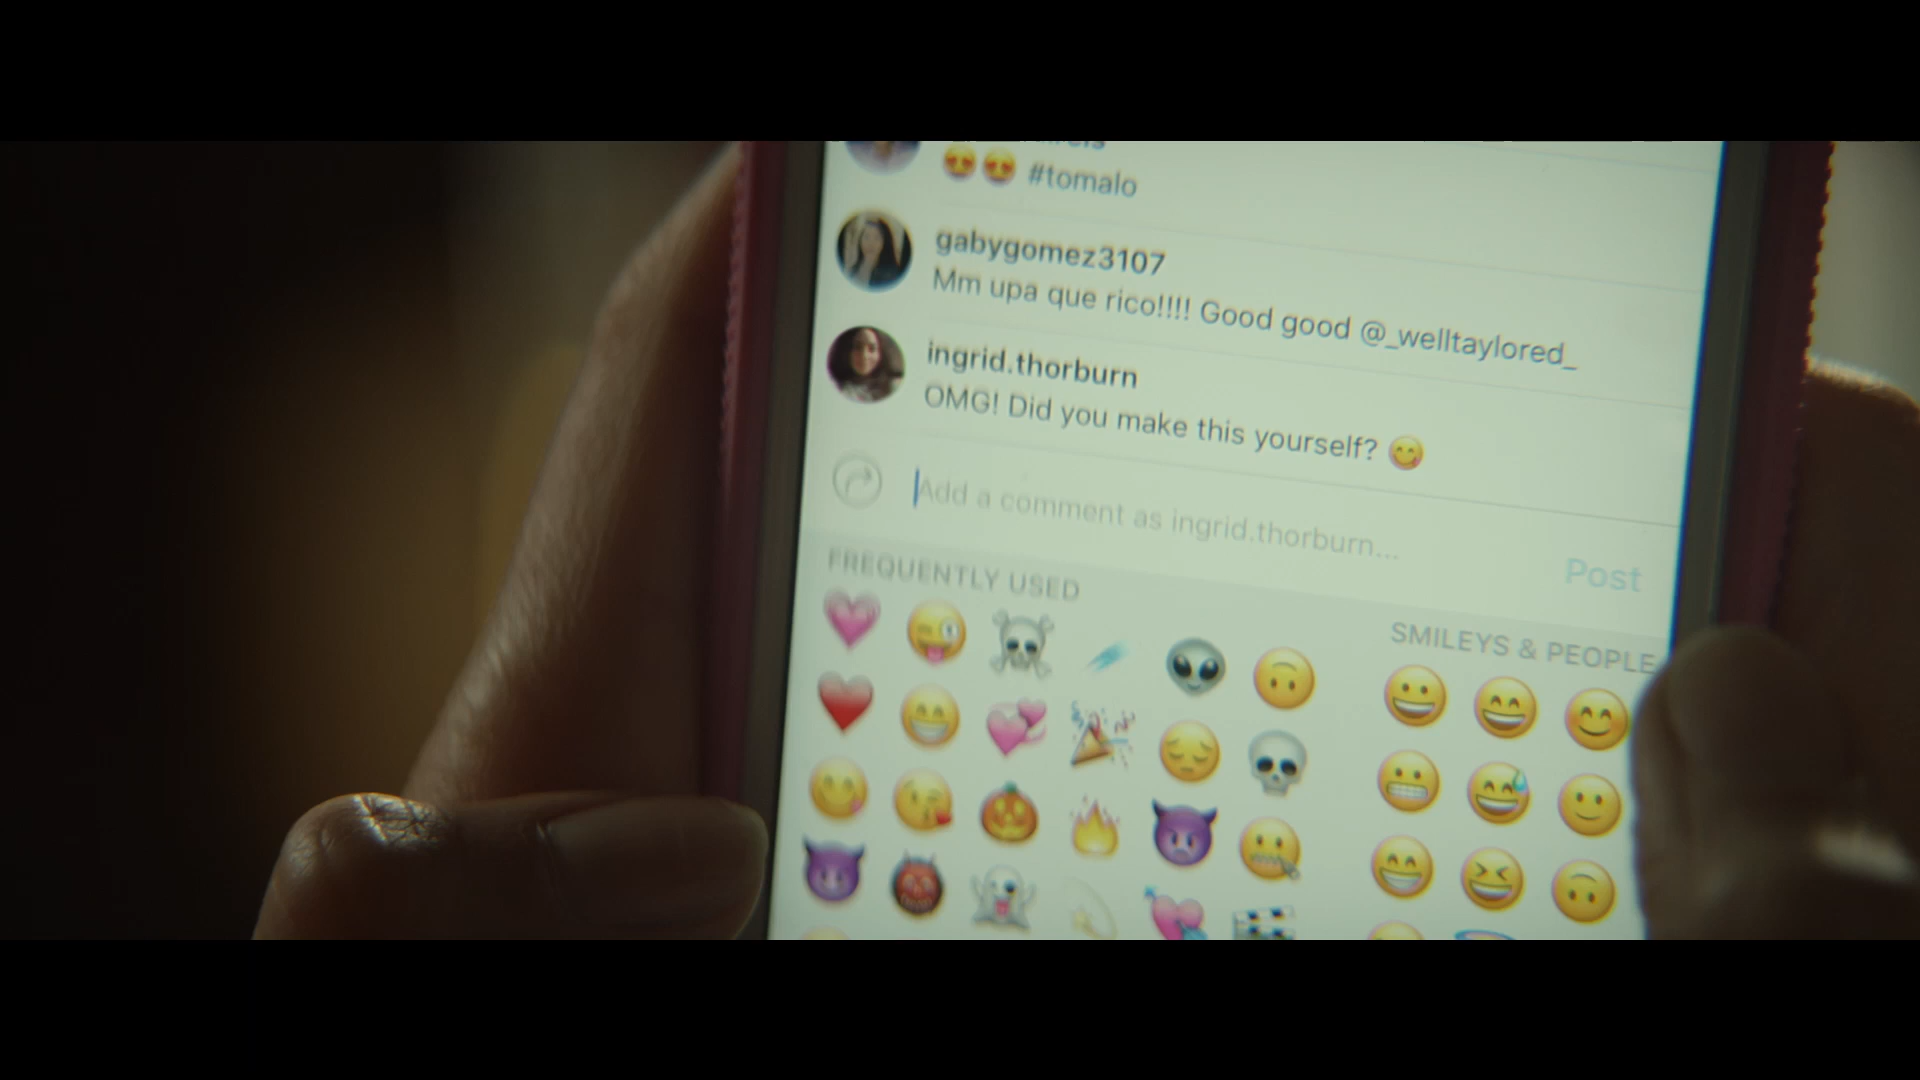 #tomalo
gabygomez3107
Mm upa que rico!!!! Good good @_welltaylored_
ingrid.thorburn
OMG! Did you make this yourself? 😋
Add a comment as ingrid.thorburn...
Post
FREQUENTLY USED
SMILEYS & PEOPLE